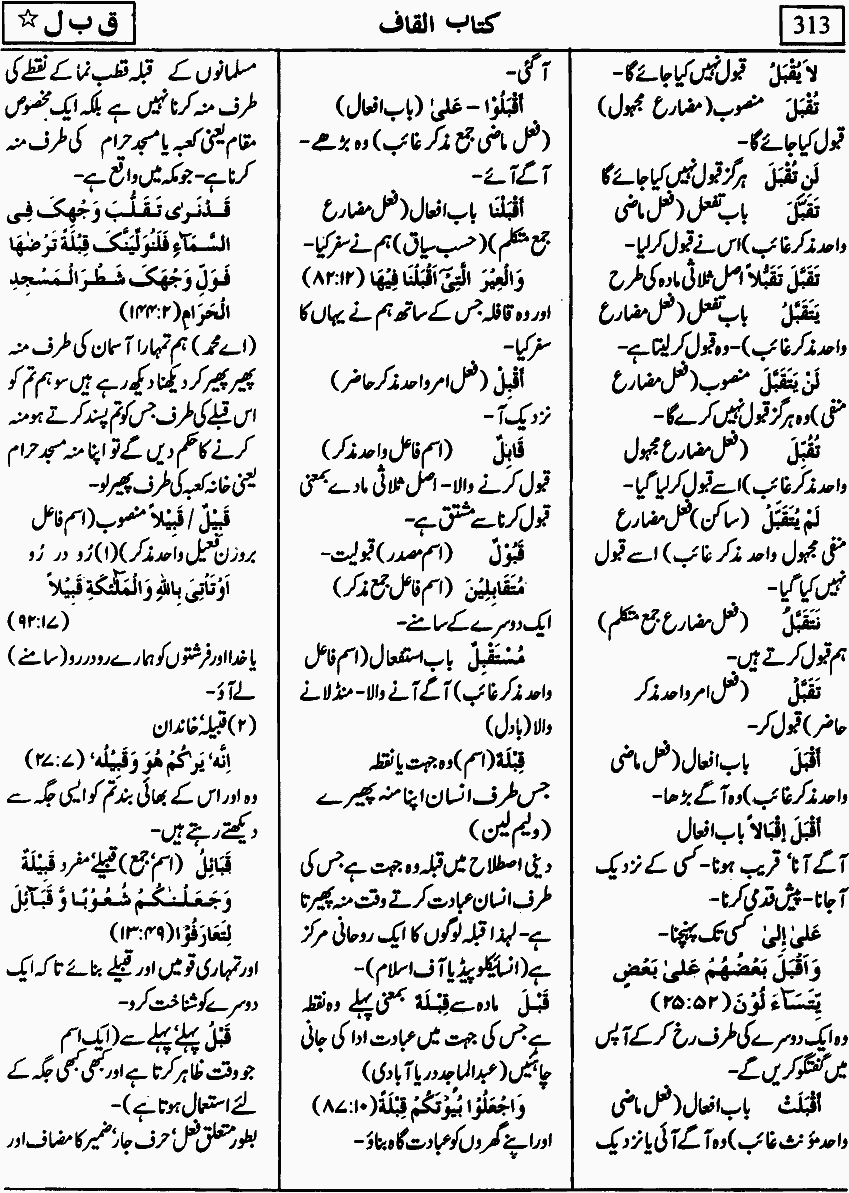 313
کتاب القاف
ق ب ل ☆
لاَ یُقْبَلُ قبول نہیں کیا جائے گا۔
تُقْبَلَ منصوب (مضارع مجہول)
قبول کیا جائے گا۔
لَن تُقْبَلَ ہرگز قبول نہیں کیا جائے گا
تَقَبَّلَ باب تفعل (فعل ماضی
واحد مذکر غائب) اس نے قبول کر لیا۔
تَقَبَّلَ تَقَبُّلاً اصل ثلاثی مادہ کی طرح
یَتَقَبَّلُ باب تفعل (فعل مضارع
واحد مذکر غائب)۔ وہ قبول کر لیتا ہے۔
لَنْ یَتَقَبَّلَ منصوب (فعل مضارع
منفی) وہ ہرگز قبول نہیں کرے گا۔
تُقُبِّلَ (فعل مضارع مجہول
واحد مذکر غائب) اسے قبول کر لیا گیا۔
لَمْ یُتَقَبَّلْ (ساکن) فعل مضارع
منفی مجہول واحد مذکر غائب) اسے قبول
نہیں کیا گیا۔
نَتَقَبَّلُ (فعل مضارع جمع متکلم)
ہم قبول کرتے ہیں۔
تَقَبَّلْ (فعل امر واحد مذکر
حاضر) قبول کر۔
اَقْبَلَ باب افعال (فعل ماضی
واحد مذکر غائب) وہ آگے بڑھا۔
اَقْبَلَ اِقْبَالاً باب افعال
آگے آنا، قریب ہونا۔ کسی کے نزدیک
آ جانا۔ پیش قدمی کرنا۔
عَلیٰ اِلیٰ کسی تک پہنچنا۔
وَاَقْبَلَ بَعْضُهُمْ عَلیٰ بَعْضٍ
یَّتَسَآءَ لُوْنَ (۲۵:۵۲)
وہ ایک دوسرے کی طرف رخ کر کے آپس
میں گفتگو کریں گے۔
اَقْبَلَتْ باب افعال (فعل ماضی
واحد مؤنث غائب) وہ آگے آئی یا نزدیک
آ گئی۔
اَقْبَلُوْا – عَلیٰ (باب افعال)
(فعل ماضی جمع مذکر غائب) وہ بڑھے۔
آگے آئے۔
اَقْبَلْنَا باب افعال (فعل مضارع
جمع متکلم) (حسب سیاق) ہم نے سفر کیا۔
وَالْعِیْرَ الَّتِیْٓ اَقْبَلْنَا فِیْهَا (۸۲:۱۲)
اور وہ قافلہ جس کے ساتھ ہم نے یہاں کا
سفر کیا۔
اَقْبِلْ (فعل امر واحد مذکر حاضر)
نزدیک آ۔
قَابِلٌ (اسم فاعل واحد مذکر)
قبول کرنے والا۔ اصل ثلاثی مادے بمعنی
قبول کرنا سے مشتق ہے۔
قَبُوْلٌ (اسم مصدر) قبولیت۔
مُتَقَابِلِیْنَ (اسم فاعل جمع مذکر)
ایک دوسرے کے سامنے۔
مُسْتَقْبِلٌ باب استفعال (اسم فاعل
واحد مذکر غائب) آگے آنے والا۔ منڈلانے
والا (بادل)
قِبْلَةٌ (اسم) وہ جہت یا نقطہ
جس طرف انسان اپنا منہ پھیرے
(ولیم لین)
دینی اصطلاح میں قبلہ وہ جہت ہے جس کی
طرف انسان عبادت کرتے وقت منہ پھیرتا
ہے۔ لہذا قبلہ لوگوں کا ایک روحانی مرکز
ہے (انسائیکلوپیڈیا آف اسلام)۔
قَبْلَ مادہ سے قِبْلَةٌ بمعنی پہلے وہ نقطہ
ہے جس کی جہت میں عبادت ادا کی جانی
چاہئیں (عبدالماجد دریا آبادی)
وَاجْعَلُوْا بُیُوْتَکُمْ قِبْلَةً (۸۷:۱۰)
اور اپنے گھروں کو عبادت گاہ بناؤ۔
مسلمانوں کے قبلہ قطب نما کے نقطے کی
طرف منہ کرنا نہیں ہے بلکہ ایک مخصوص
مقام یعنی کعبہ یا مسجد حرام کی طرف منہ
کرنا ہے۔ جو مکہ میں واقع ہے۔
قَدْ نَرٰی تَقَلُّبَ وَجْهِکَ فِی
السَّمَآءِ فَلَنُوَلِّیَنَّکَ قِبْلَةً تَرْضٰهَا
فَوَلِّ وَجْهَکَ شَطْرَ الْمَسْجِدِ
الْحَرَامِ (۱۴۴:۲)
(اے محمد) ہم تمہارا آسمان کی طرف منہ
پھیر پھیر کر دیکھنا دیکھ رہے ہیں سو ہم تم کو
اس قبلے کی طرف جس کو تم پسند کرتے ہو منہ
کرنے کا حکم دیں گے تو اپنا منہ مسجد حرام
یعنی خانہ کعبہ کی طرف پھیر لو۔
قَبِیْلٌ / قَبِیْلاً منصوب (اسم فاعل
بروزن فعیل واحد مذکر) (۱) رُو در رُو
اَوْ تَاْتِیَ بِاللّٰهِ وَالْمَلٰٓئِکَةِ قَبِیْلاً
(۹۲:۱۷)
یا خدا اور فرشتوں کو ہمارے رو در رو (سامنے)
لے آؤ۔
(۲) قبیلہ، خاندان
اِنَّهٗ یَرٰکُمْ هُوَ وَقَبِیْلُهٗ (۲۷:۷)
وہ اور اس کے بھائی بند تم کو ایسی جگہ سے
دیکھتے رہتے ہیں۔
قَبَائِلُ (اسم، جمع) قبیلے، مفرد قَبِیْلَةٌ
وَجَعَلْنٰکُمْ شُعُوْبًا وَّقَبَآئِلَ
لِتَعَارَفُوْا (۱۳:۴۹)
اور تمہاری قومیں اور قبیلے بنائے تا کہ ایک
دوسرے کو شناخت کرو۔
قَبْلُ پہلے، پہلے سے (ایک اسم
جو وقت ظاہر کرتا ہے اور کبھی کبھی جگہ کے
لئے استعمال ہوتا ہے)۔
بطور متعلق فعل، حرف جار، ضمیر کا مضاف اور